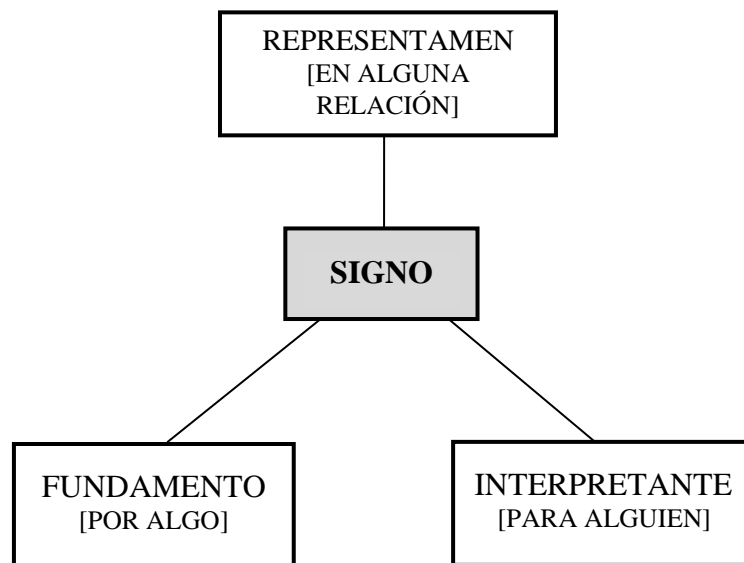 REPRESENTAMEN
[EN ALGUNA
RELACIÓN]
SIGNO
FUNDAMENTO
[POR ALGO]
INTERPRETANTE
[PARA ALGUIEN]